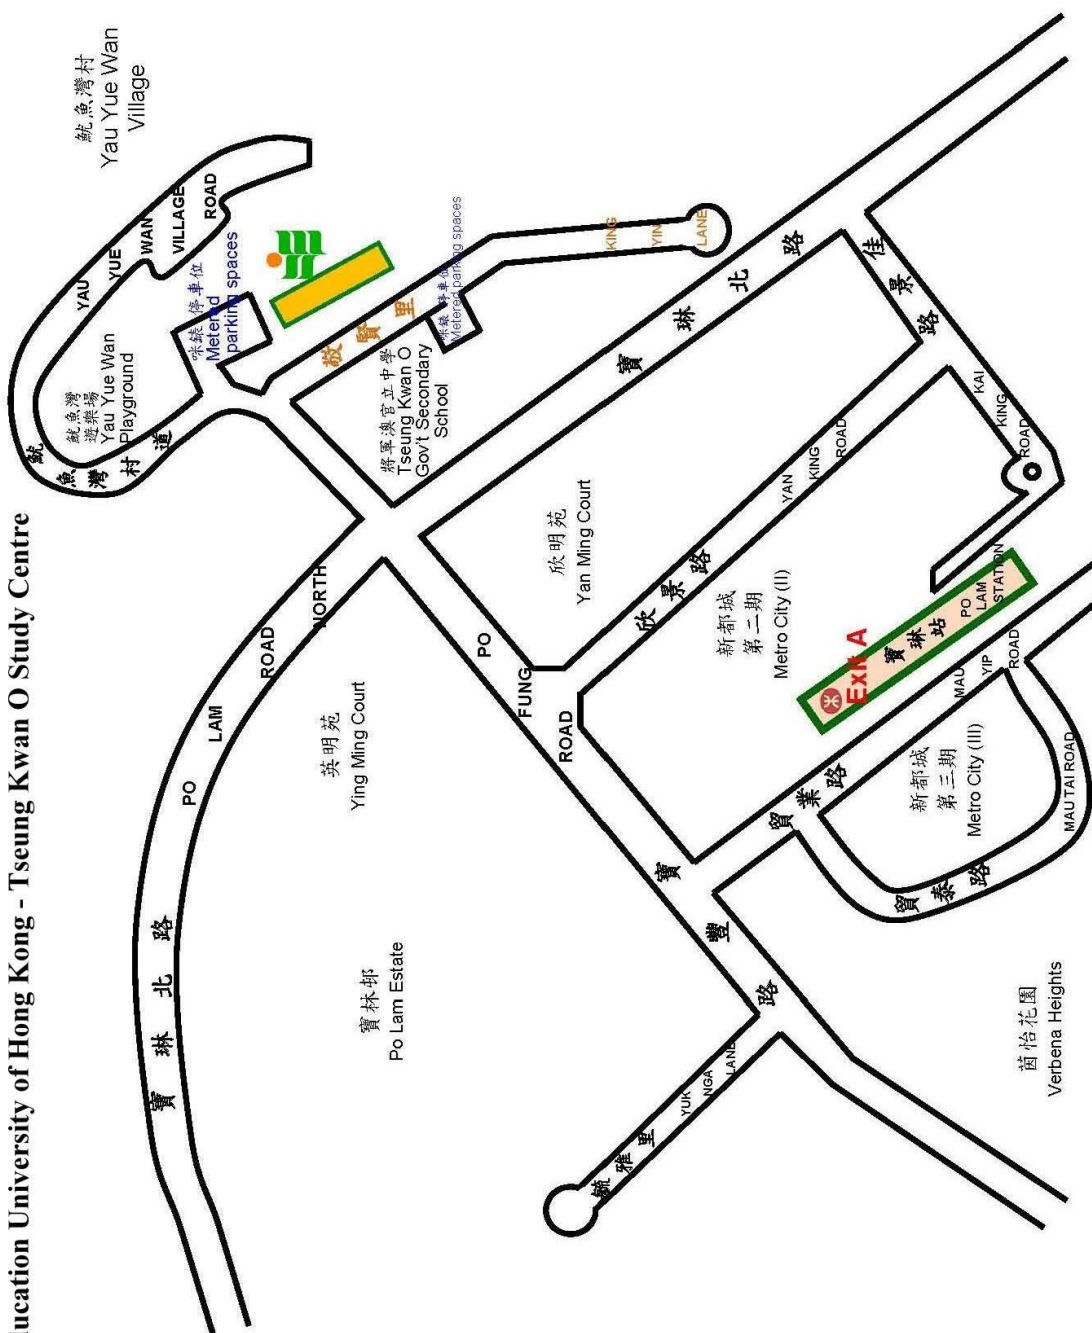 lucation University of Hong Kong - Tseung Kwan O Study Centre
魷魚灣村
Yau Yue Wan
Village
YAU
YUE
WAN
VILLAGE
ROAD
魷魚灣
遊樂場
Yau Yue Wan
Playground
魷
魚
灣
村
道
咪錶停車位
Metered
parking spaces
敬賢里
咪錶停車位
Metered parking spaces
KING
YIN
LANE
將軍澳官立中學
Tseung Kwan O
Gov't Secondary
School
寶琳北路
PO
LAM
ROAD
NORTH
寶琳北路
佳景路
KAI
KING
ROAD
欣明苑
Yan Ming Court
欣景路
YAN
KING
ROAD
英明苑
Ying Ming Court
PO
FUNG
ROAD
寶
豐
路
新都城
第二期
Metro City (II)
Exit A
寶琳站
PO
LAM
STATION
貿業路
MAU
YIP
ROAD
新都城
第三期
Metro City (III)
貿泰路
MAU TAI ROAD
寶林邨
Po Lam Estate
毓雅里
YUK
NGA
LANE
茵怡花園
Verbena Heights